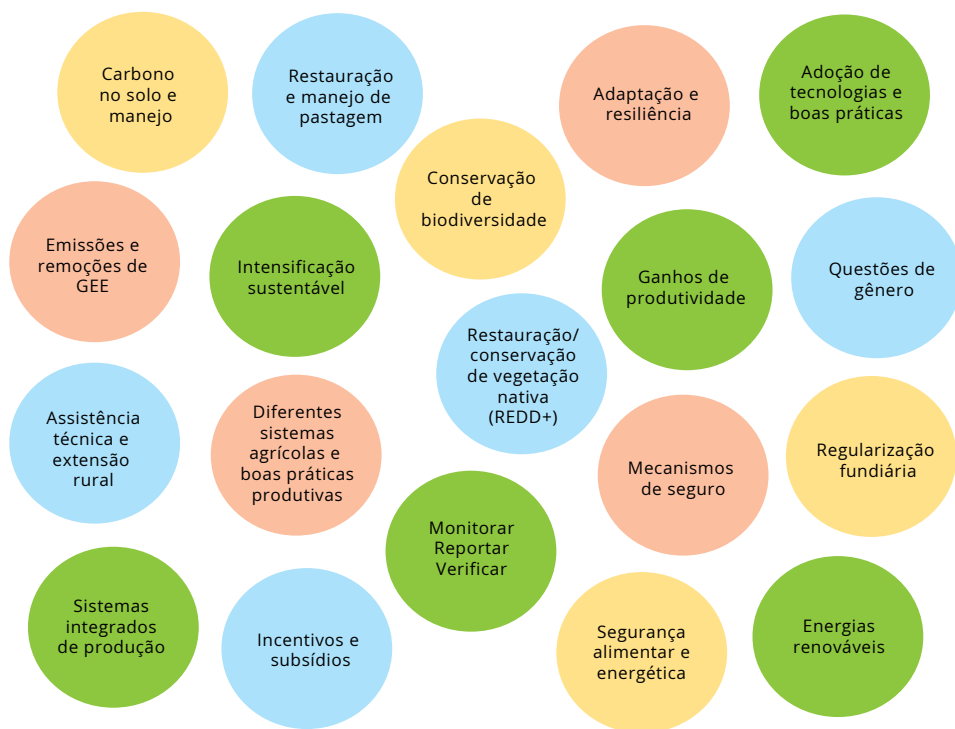 Carbono
no solo e
manejo
Restauração
e manejo de
pastagem
Adaptação e
resiliência
Adoção de
tecnologias e
boas práticas
Conservação
de
biodiversidade
Emissões e
remoções de
GEE
Intensificação
sustentável
Ganhos de
produtividade
Questões de
gênero
Restauração/
conservação
de vegetação
nativa
(REDD+)
Assistência
técnica e
extensão
rural
Diferentes
sistemas
agrícolas e
boas práticas
produtivas
Mecanismos
de seguro
Regularização
fundiária
Monitorar
Reportar
Verificar
Sistemas
integrados
de produção
Incentivos e
subsídios
Segurança
alimentar e
energética
Energias
renováveis